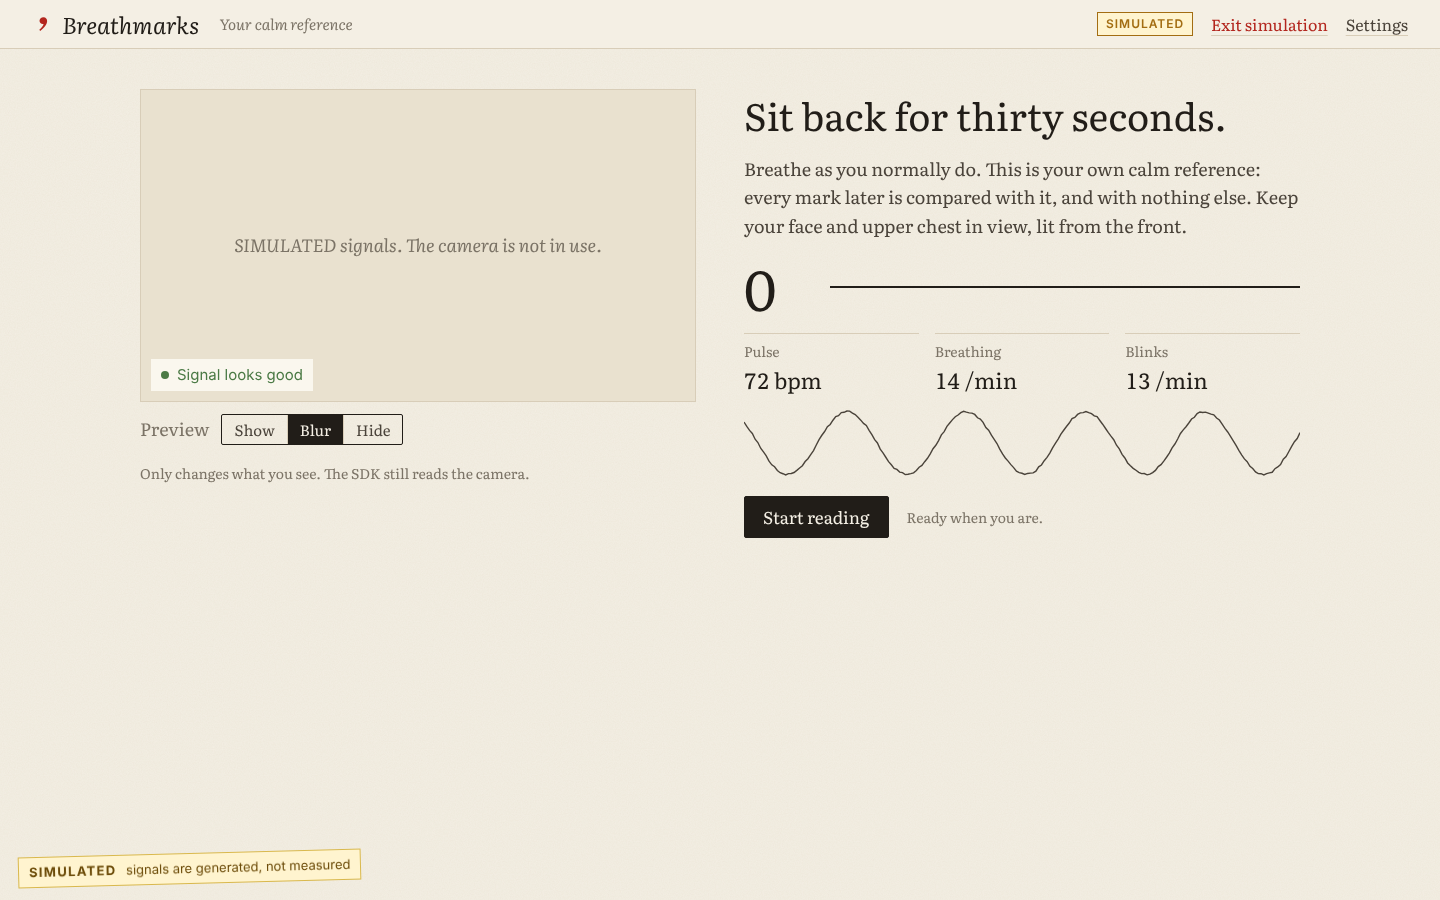 Breathmarks
Your calm reference
SIMULATED
Exit simulation
Settings
SIMULATED signals. The camera is not in use.
Signal looks good
Preview
Show
Blur
Hide
Only changes what you see. The SDK still reads the camera.
Sit back for thirty seconds.
Breathe as you normally do. This is your own calm reference:
every mark later is compared with it, and with nothing else. Keep
your face and upper chest in view, lit from the front.
0
Pulse
72 bpm
Breathing
14 /min
Blinks
13 /min
Start reading
Ready when you are.
SIMULATED signals are generated, not measured